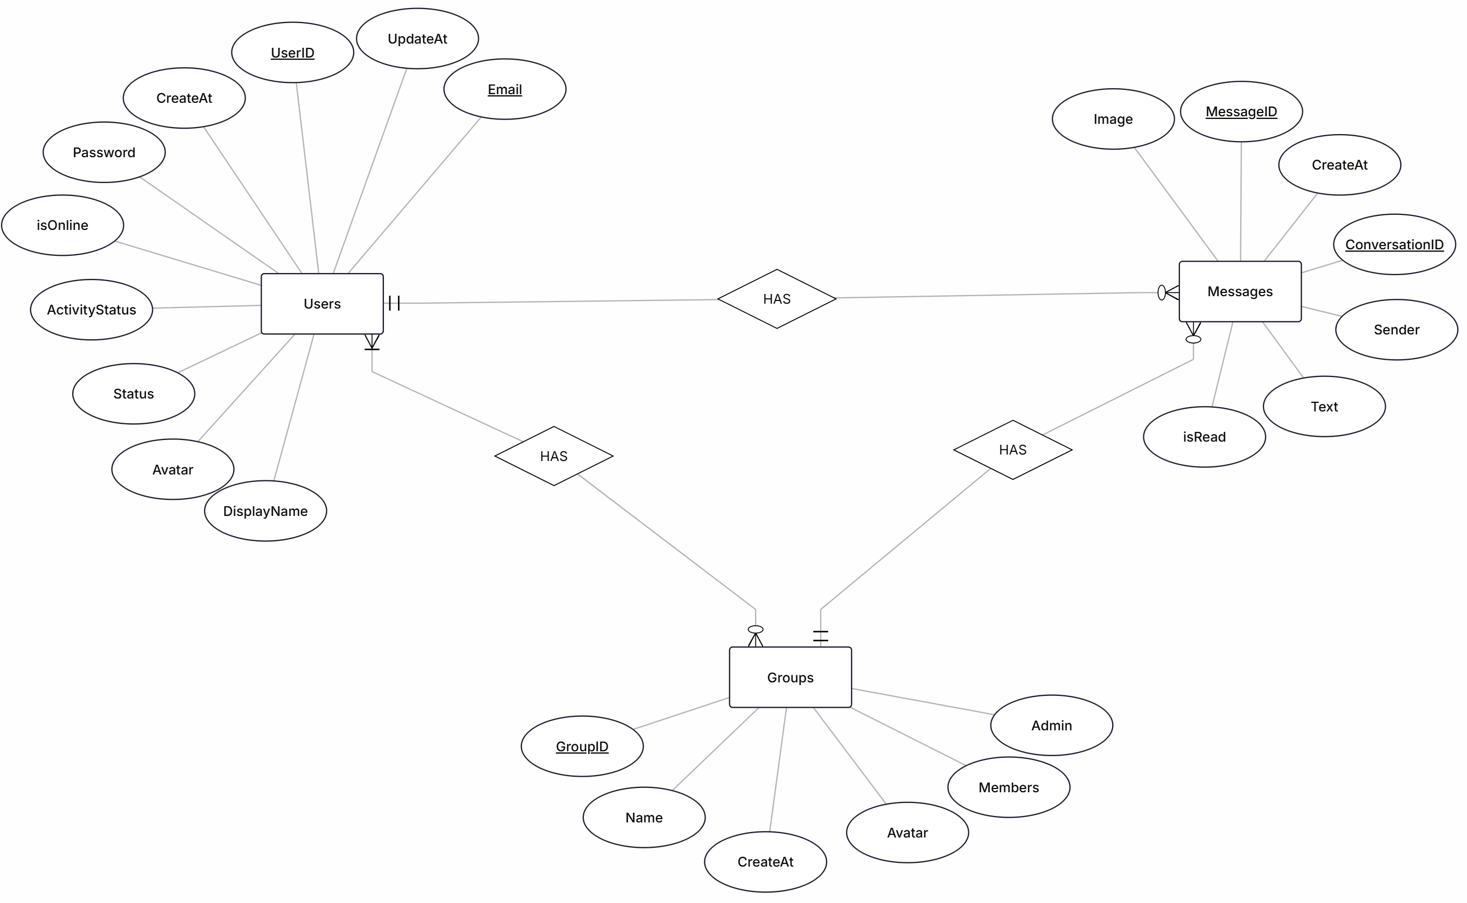 UpdateAt
UserID
Email
CreateAt
Password
isOnline
ActivityStatus
Status
Avatar
DisplayName
Users
HAS
Image
MessageID
CreateAt
ConversationID
Messages
Sender
Text
isRead
HAS
HAS
Groups
GroupID
Name
CreateAt
Avatar
Members
Admin